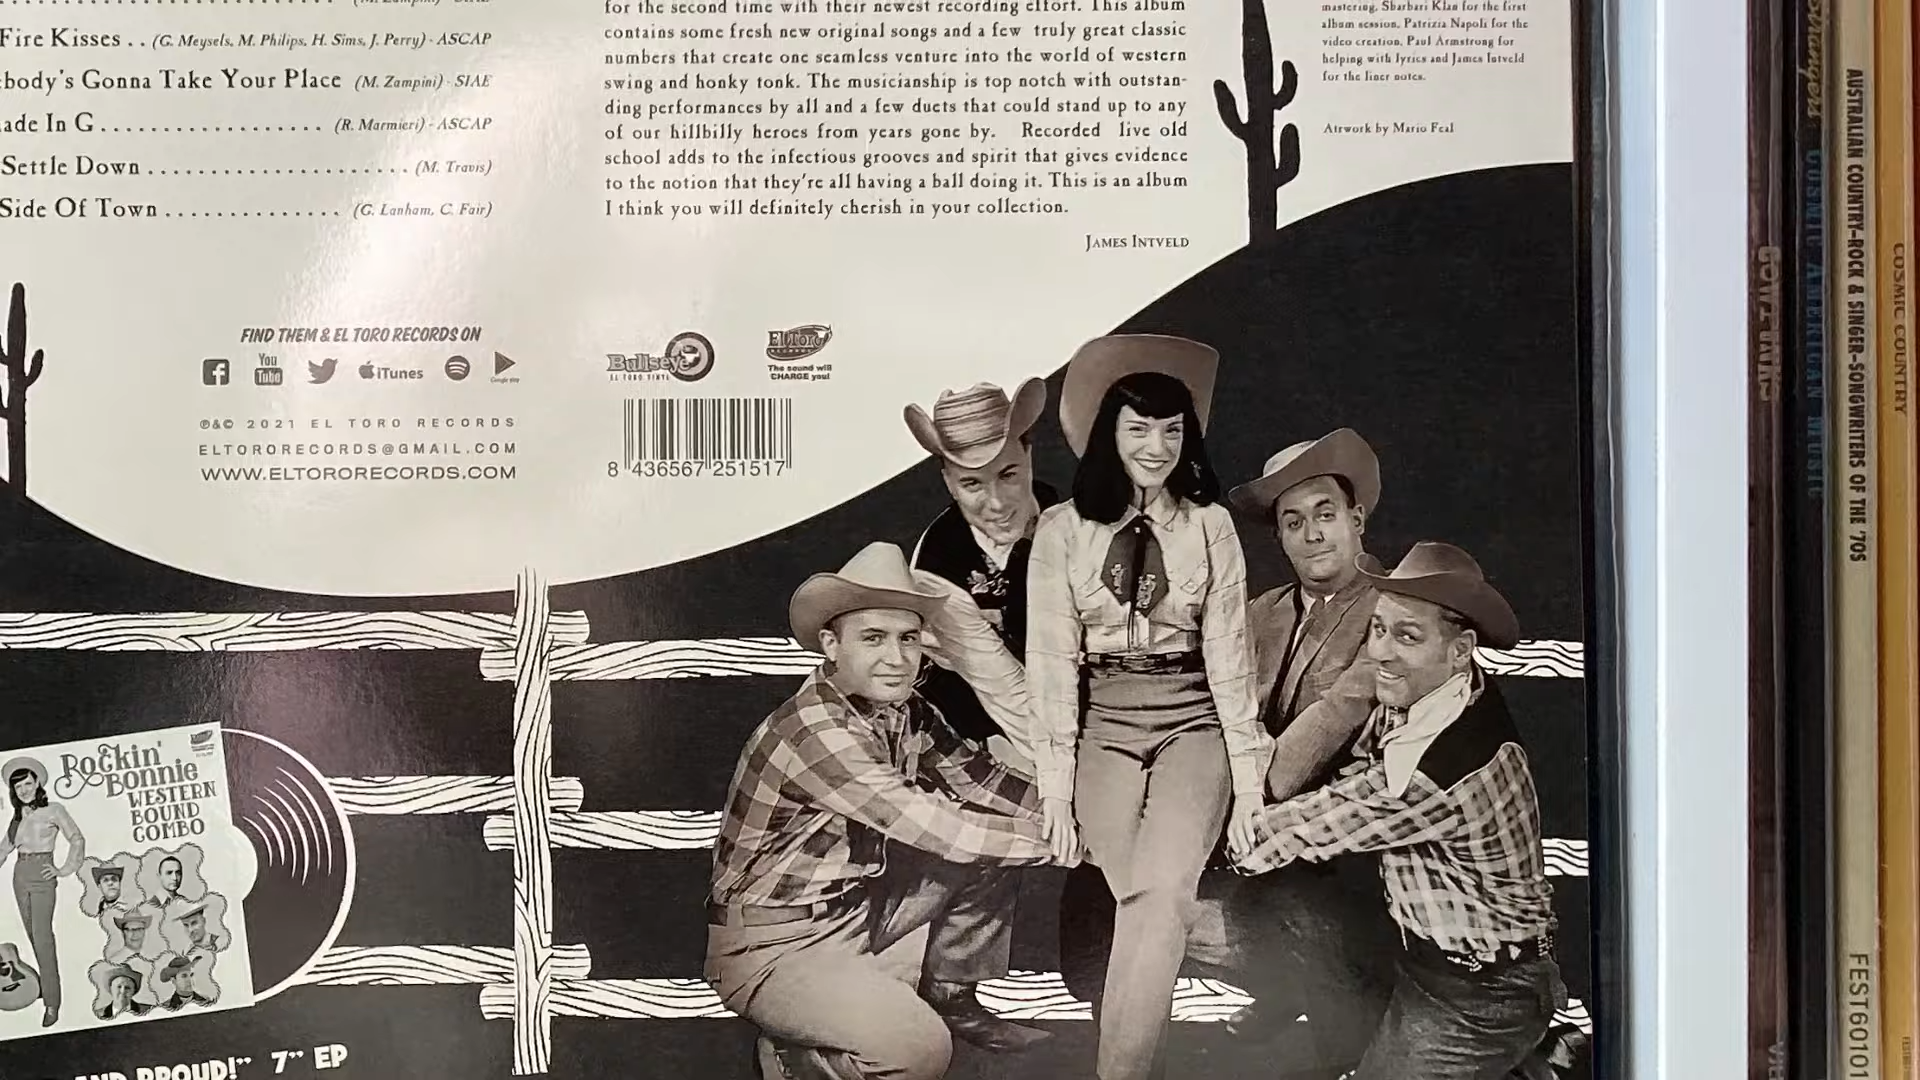 Fire Kisses . . (G. Meysels, M. Philips, H. Sims, J. Perry) - ASCAP
body's Gonna Take Your Place (M. Zampini) - SIAE
ade In G . . . . . . . . . . . . . . . . . . (R. Marmieri) - ASCAP
Settle Down . . . . . . . . . . . . . . . . . . . . . (M. Travis)
Side Of Town . . . . . . . . . . . . . . (G. Lanham, C. Fair)
for the second time with their newest recording effort. This album
contains some fresh new original songs and a few truly great classic
numbers that create one seamless venture into the world of western
swing and honky tonk. The musicianship is top notch with outstan-
ding performances by all and a few duets that could stand up to any
of our hillbilly heroes from years gone by. Recorded live old
school adds to the infectious grooves and spirit that gives evidence
to the notion that they're all having a ball doing it. This is an album
I think you will definitely cherish in your collection.
James Intveld
mastering, Sharbari Klan for the first
album session, Patrizia Napoli for the
video creation, Paul Armstrong for
helping with lyrics and James Intveld
for the liner notes.
Atrwork by Mario Feal
FIND THEM & EL TORO RECORDS ON
You
Tube
iTunes
Google play
℗&© 2021 EL TORO RECORDS
ELTORORECORDS@GMAIL.COM
WWW.ELTORORECORDS.COM
Bullseye
EL TORO VINYL
El Toro
RECORDS
The sound will
CHARGE you!
8 436567 251517
Rockin'
Bonnie
WESTERN
BOUND
COMBO
AND PROUD!" 7" EP
COSMIC AMERICAN MUSIC
AUSTRALIAN COUNTRY-ROCK & SINGER-SONGWRITERS OF THE '70S
FEST60101
COSMIC COUNTRY